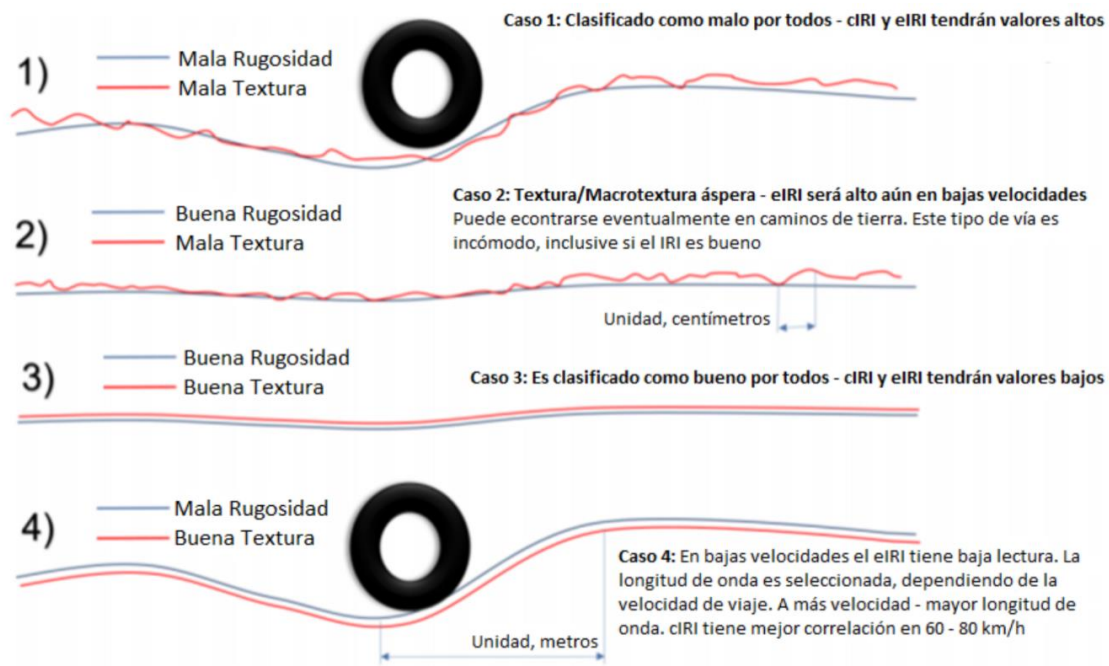 Caso 1: Clasificado como malo por todos - cIRI y eIRI tendrán valores altos
1)
Mala Rugosidad
Mala Textura
Caso 2: Textura/Macrotextura áspera - eIRI será alto aún en bajas velocidades
Puede econtrarse eventualmente en caminos de tierra. Este tipo de vía es
incómodo, inclusive si el IRI es bueno
2)
Buena Rugosidad
Mala Textura
Unidad, centímetros
3)
Buena Rugosidad
Buena Textura
Caso 3: Es clasificado como bueno por todos - cIRI y eIRI tendrán valores bajos
4)
Mala Rugosidad
Buena Textura
Caso 4: En bajas velocidades el eIRI tiene baja lectura. La
longitud de onda es seleccionada, dependiendo de la
velocidad de viaje. A más velocidad - mayor longitud de
onda. cIRI tiene mejor correlación en 60 - 80 km/h
Unidad, metros